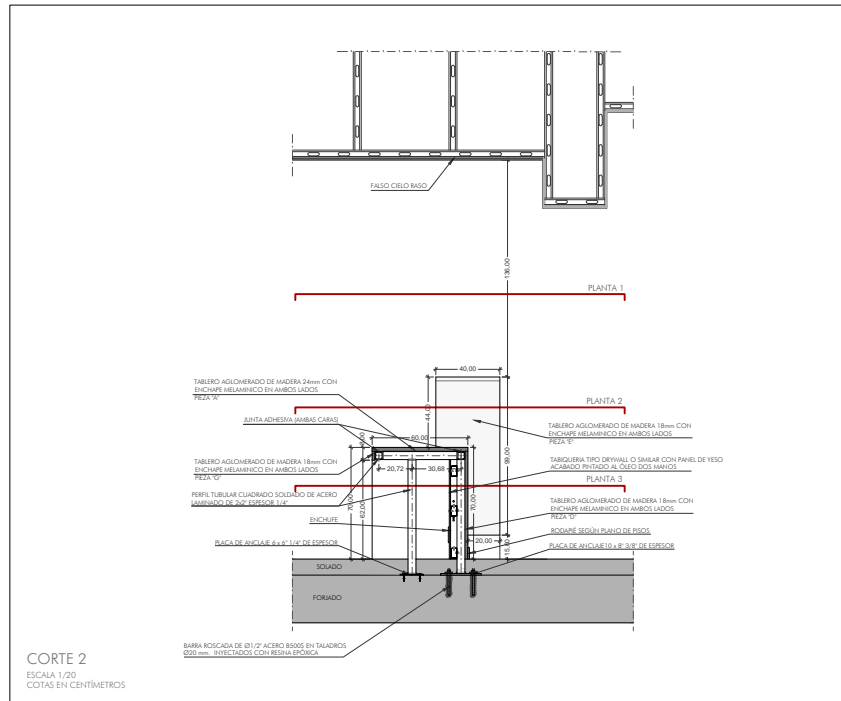 FALSO CIELO RASO
136,00
PLANTA 1
40,00
TABLERO AGLOMERADO DE MADERA 24mm CON
ENCHAPE MELAMINICO EN AMBOS LADOS
PIEZA "A"
44,00
PLANTA 2
JUNTA ADHESIVA (AMBAS CARAS)
TABLERO AGLOMERADO DE MADERA 18mm CON
ENCHAPE MELAMINICO EN AMBOS LADOS
PIEZA "E"
60,00
TABLERO AGLOMERADO DE MADERA 18mm CON
ENCHAPE MELAMINICO EN AMBOS LADOS
PIEZA "G"
20,72
30,68
99,00
TABIQUERIA TIPO DRYWALL O SIMILAR CON PANEL DE YESO
ACABADO PINTADO AL ÓLEO DOS MANOS
PLANTA 3
PERFIL TUBULAR CUADRADO SOLDADO DE ACERO
LAMINADO DE 2x2" ESPESOR 1/4"
70,00
62,00
70,00
TABLERO AGLOMERADO DE MADERA 18mm CON
ENCHAPE MELAMINICO EN AMBOS LADOS
PIEZA "D"
ENCHUFE
RODAPIÉ SEGÚN PLANO DE PISOS
20,00
15,00
PLACA DE ANCLAJE 6 x 6" 1/4" DE ESPESOR
PLACA DE ANCLAJE10 x 8" 3/8" DE ESPESOR
SOLADO
FORJADO
BARRA ROSCADA DE Ø1/2" ACERO B500S EN TALADROS
Ø20 mm. INYECTADOS CON RESINA EPÓXICA
CORTE 2
ESCALA 1/20
COTAS EN CENTÍMETROS